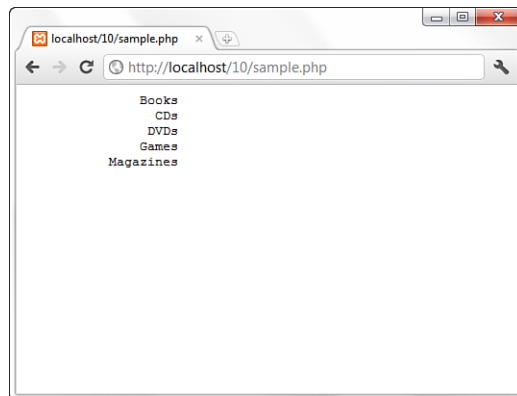 localhost/10/sample.php
http://localhost/10/sample.php
Books
CDs
DVDs
Games
Magazines